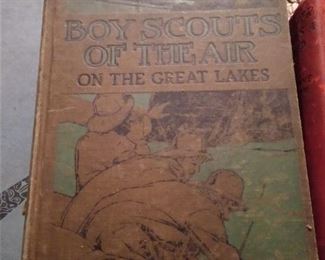 BOY SCOUTS
OF THE AIR
ON THE GREAT LAKES